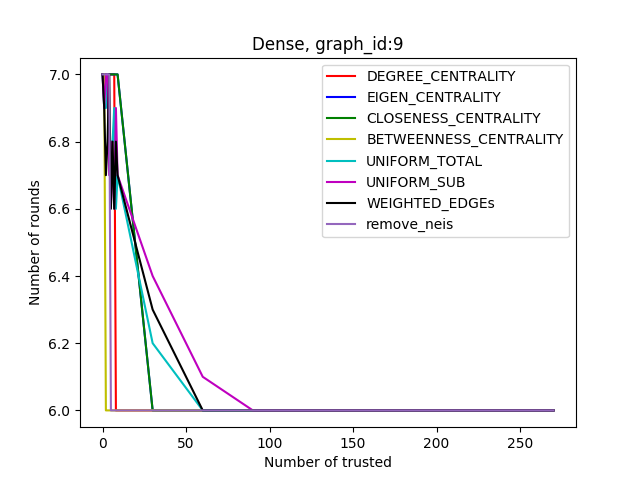 Dense, graph_id:9
7.0
6.8
6.6
6.4
6.2
6.0
Number of rounds
DEGREE_CENTRALITY
EIGEN_CENTRALITY
CLOSENESS_CENTRALITY
BETWEENNESS_CENTRALITY
UNIFORM_TOTAL
UNIFORM_SUB
WEIGHTED_EDGEs
remove_neis
0 50 100 150 200 250
Number of trusted